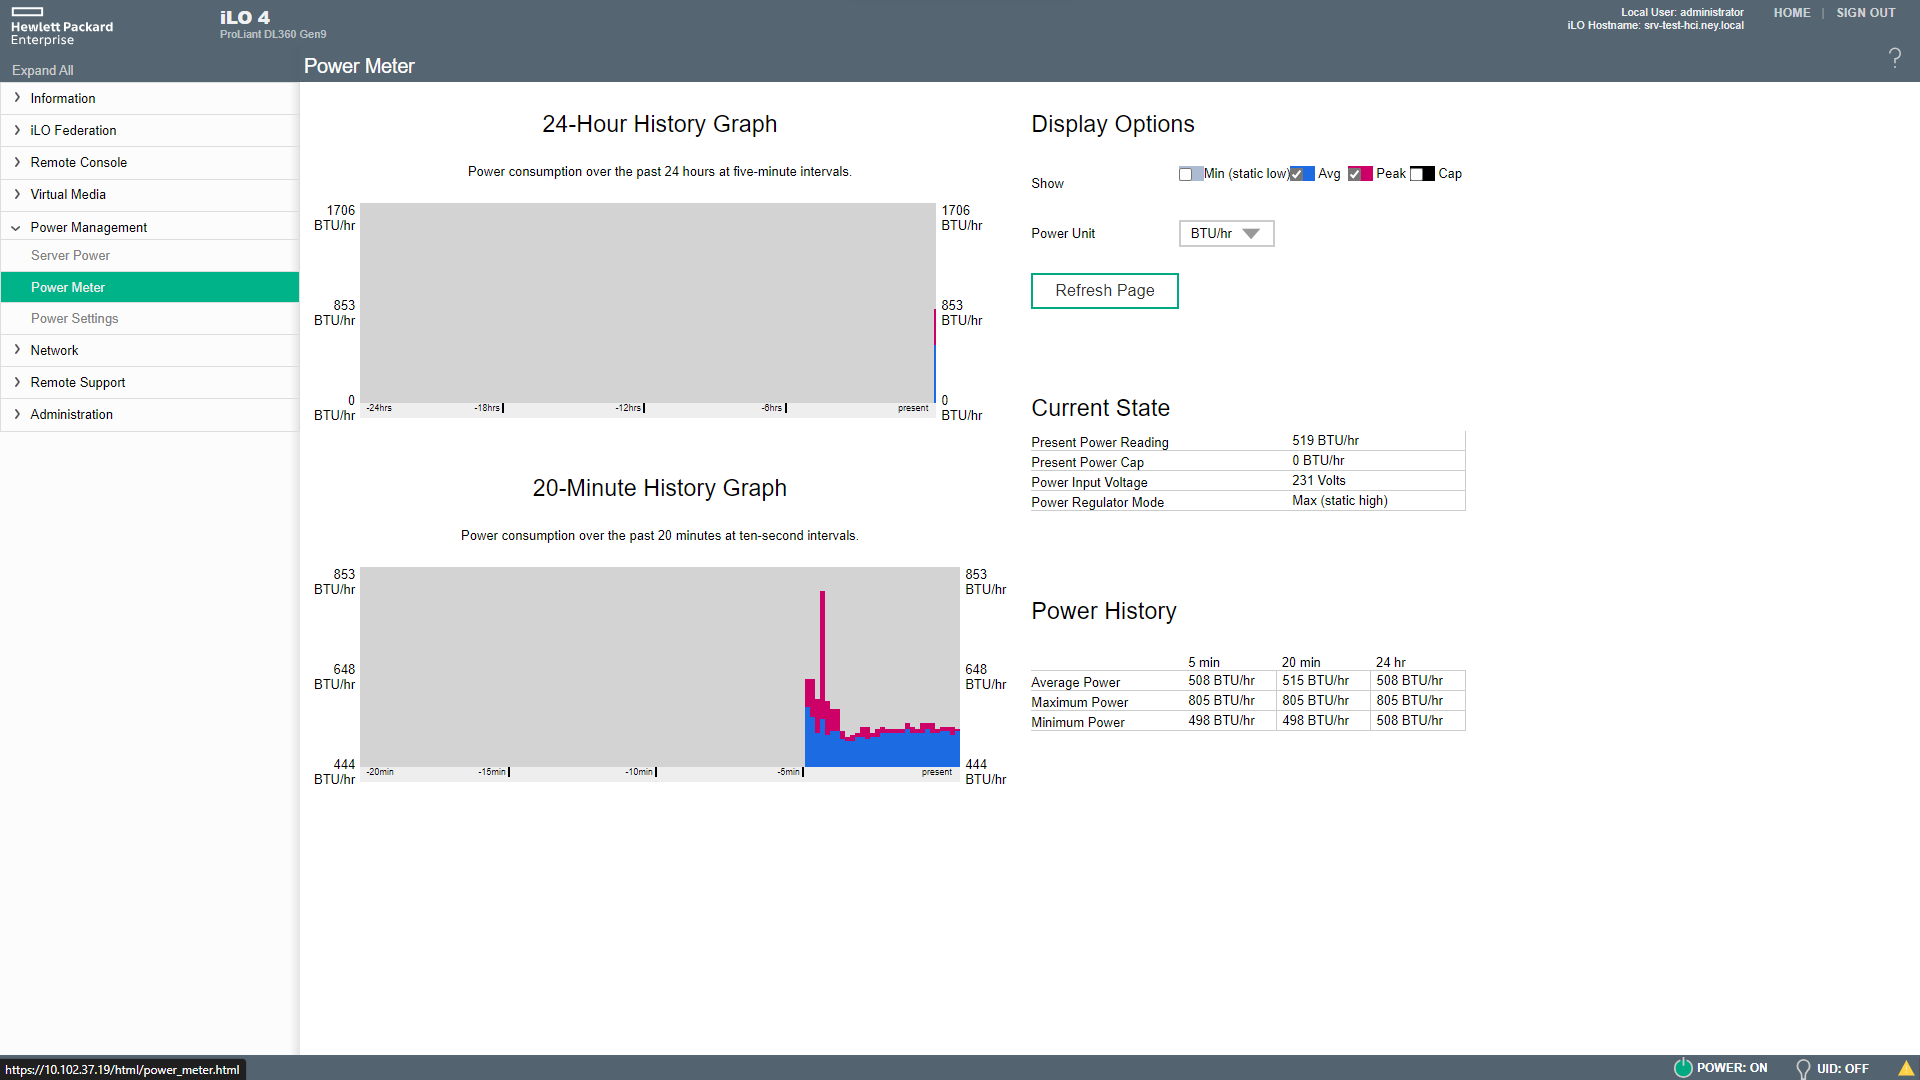 Hewlett Packard
Enterprise
iLO 4
ProLiant DL360 Gen9
Local User: administrator
iLO Hostname: srv-test-hci.ney.local
HOME | SIGN OUT
Expand All
Power Meter
?
Information
iLO Federation
Remote Console
Virtual Media
Power Management
Server Power
Power Meter
Power Settings
Network
Remote Support
Administration
24-Hour History Graph
Power consumption over the past 24 hours at five-minute intervals.
1706
BTU/hr
853
BTU/hr
0
BTU/hr
-24hrs -18hrs -12hrs -6hrs present
1706
BTU/hr
853
BTU/hr
0
BTU/hr
20-Minute History Graph
Power consumption over the past 20 minutes at ten-second intervals.
853
BTU/hr
648
BTU/hr
444
BTU/hr
-20min -15min -10min -5min present
853
BTU/hr
648
BTU/hr
444
BTU/hr
Display Options
Show Min (static low) Avg Peak Cap
Power Unit BTU/hr
Refresh Page
Current State
Present Power Reading 519 BTU/hr
Present Power Cap 0 BTU/hr
Power Input Voltage 231 Volts
Power Regulator Mode Max (static high)
Power History
5 min 20 min 24 hr
Average Power 508 BTU/hr 515 BTU/hr 508 BTU/hr
Maximum Power 805 BTU/hr 805 BTU/hr 805 BTU/hr
Minimum Power 498 BTU/hr 498 BTU/hr 508 BTU/hr
https://10.102.37.19/html/power_meter.html
POWER: ON UID: OFF